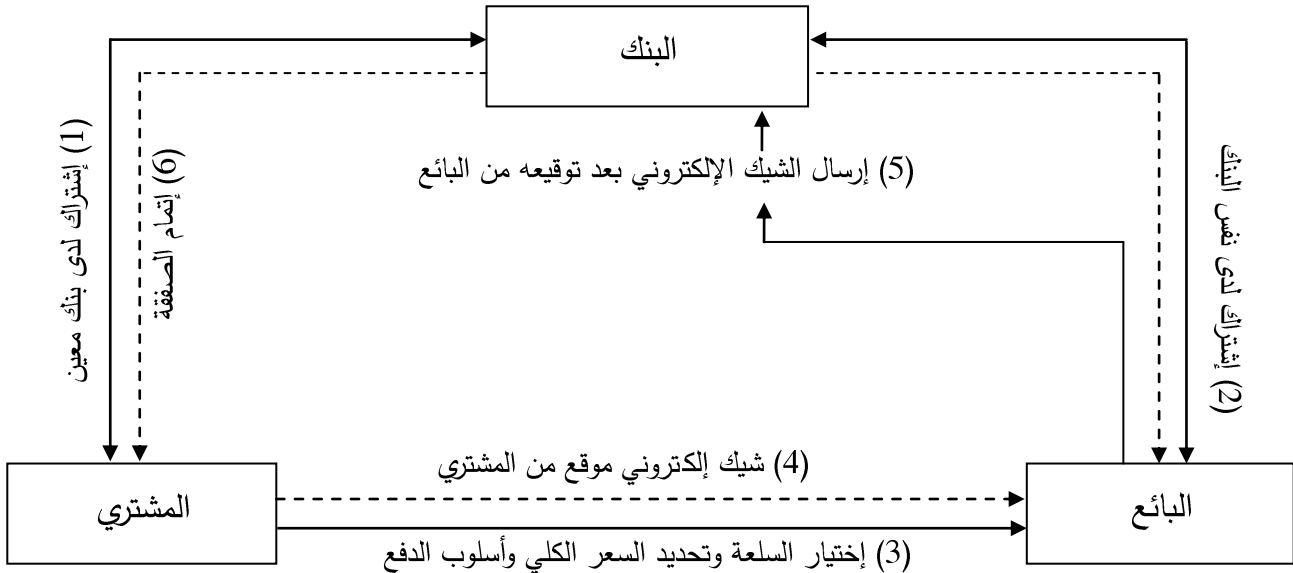 البنك
(1) إشتراك لدى بنك معين
(6) إتمام الصفقة
(5) إرسال الشيك الإلكتروني بعد توقيعه من البائع
(2) إشتراك لدى نفس البنك
(4) شيك إلكتروني موقع من المشتري
المشتري
البائع
(3) إختيار السلعة وتحديد السعر الكلي وأسلوب الدفع